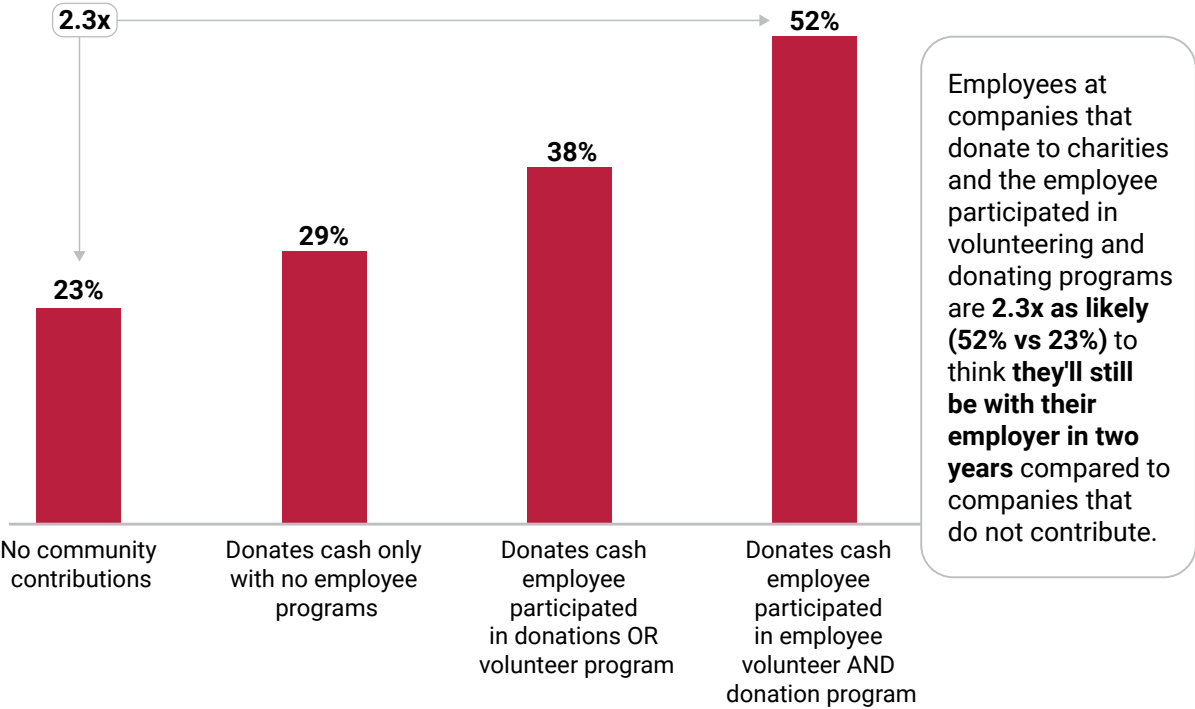 2.3x
52%
38%
29%
23%
No community
contributions
Donates cash only
with no employee
programs
Donates cash
employee
participated
in donations OR
volunteer program
Donates cash
employee
participated
in employee
volunteer AND
donation program
Employees at
companies that
donate to charities
and the employee
participated in
volunteering and
donating programs
are 2.3x as likely
(52% vs 23%) to
think they'll still
be with their
employer in two
years compared to
companies that
do not contribute.